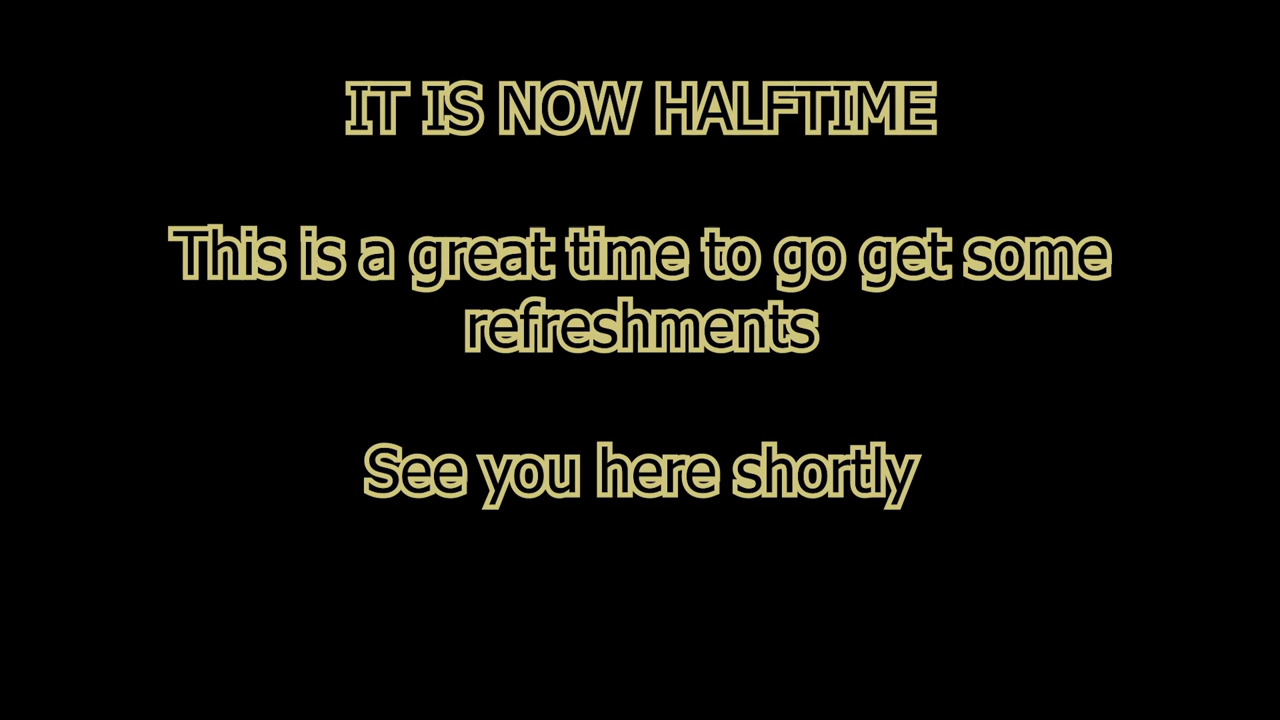 IT IS NOW HALFTIME
This is a great time to go get some
refreshments
See you here shortly